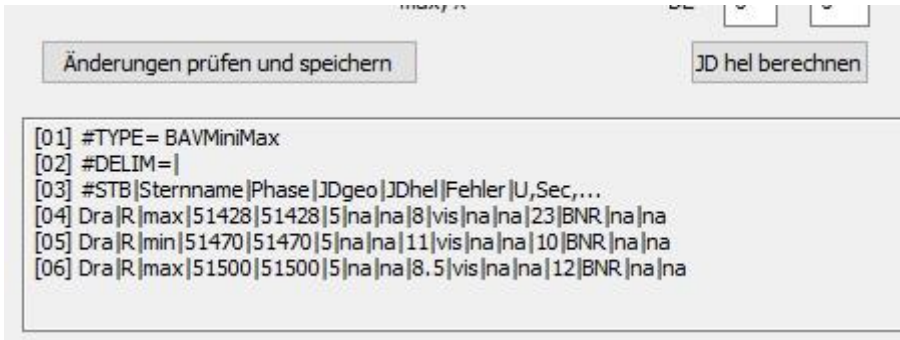 Änderungen prüfen und speichern
JD hel berechnen
[01] #TYPE= BAVMiniMax
[02] #DELIM=|
[03] #STB|Sternname|Phase|JDgeo|JDhel|Fehler|U,Sec,...
[04] Dra|R|max|51428|51428|5|na|na|8|vis|na|na|23|BNR|na|na
[05] Dra|R|min|51470|51470|5|na|na|11|vis|na|na|10|BNR|na|na
[06] Dra|R|max|51500|51500|5|na|na|8.5|vis|na|na|12|BNR|na|na